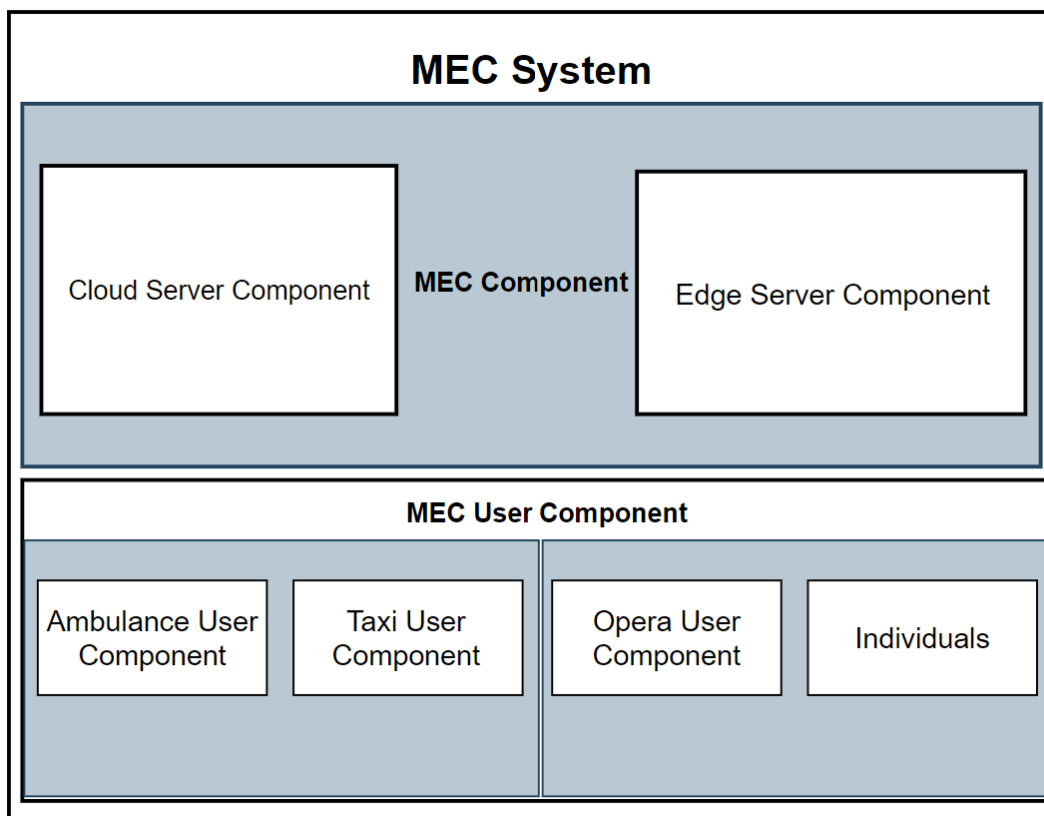 MEC System
Cloud Server Component
MEC Component
Edge Server Component
MEC User Component
Ambulance User
Component
Taxi User
Component
Opera User
Component
Individuals